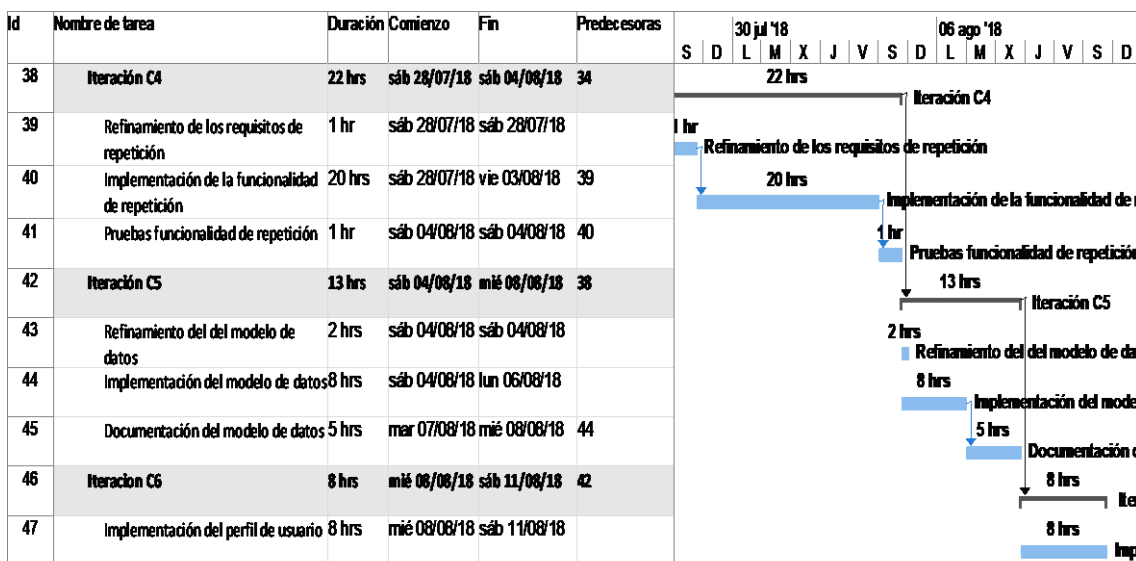 Id Nombre de tarea Duración Comienzo Fin Predecesoras 30 jul '18 06 ago '18
S D L M X J V S D L M X J V S D
38 Iteración C4 22 hrs sáb 28/07/18 sáb 04/08/18 34 22 hrs
Iteración C4
39 Refinamiento de los requisitos de repetición 1 hr sáb 28/07/18 sáb 28/07/18 1 hr
Refinamiento de los requisitos de repetición
40 Implementación de la funcionalidad de repetición 20 hrs sáb 28/07/18 vie 03/08/18 39 20 hrs
Implementación de la funcionalidad de
41 Pruebas funcionalidad de repetición 1 hr sáb 04/08/18 sáb 04/08/18 40 1 hr
Pruebas funcionalidad de repetición
42 Iteración C5 13 hrs sáb 04/08/18 mié 08/08/18 38 13 hrs
Iteración C5
43 Refinamiento del del modelo de datos 2 hrs sáb 04/08/18 sáb 04/08/18 2 hrs
Refinamiento del del modelo de da
44 Implementación del modelo de datos 8 hrs sáb 04/08/18 lun 06/08/18 8 hrs
Implementación del mode
45 Documentación del modelo de datos 5 hrs mar 07/08/18 mié 08/08/18 44 5 hrs
Documentación
46 Iteracion C6 8 hrs mié 08/08/18 sáb 11/08/18 42 8 hrs
Ite
47 Implementación del perfil de usuario 8 hrs mié 08/08/18 sáb 11/08/18 8 hrs
Imp